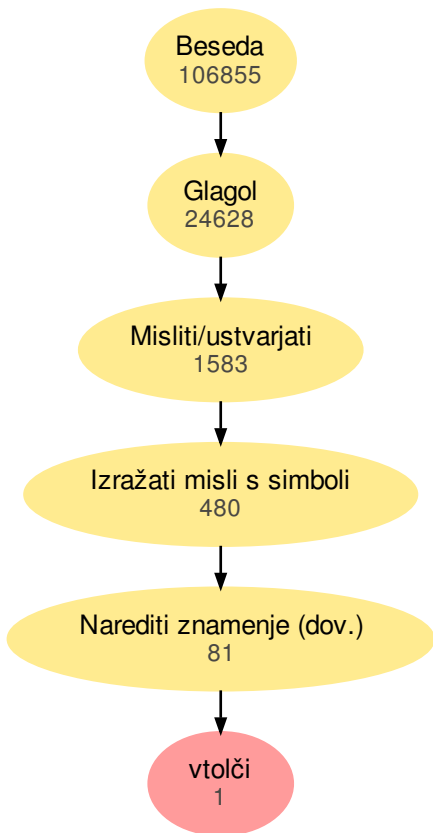 Beseda
106855
Glagol
24628
Misliti/ustvarjati
1583
Izražati misli s simboli
480
Narediti znamenje (dov.)
81
vtolči
1